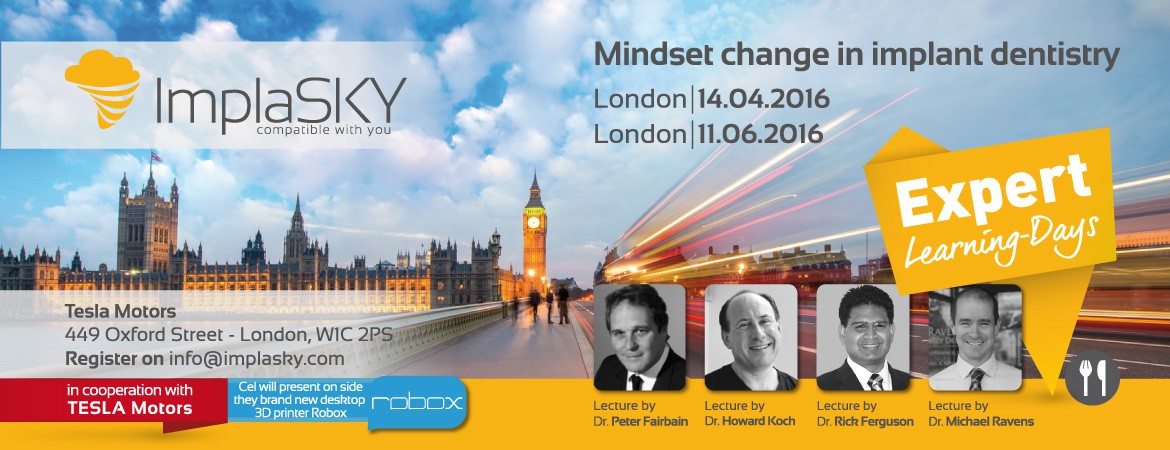 ImplaSKY
compatible with you
Mindset change in implant dentistry
London|14.04.2016
London|11.06.2016
Expert
Learning-Days
Tesla Motors
449 Oxford Street - London, WIC 2PS
Register on info@implasky.com
in cooperation with
TESLA Motors
Cel will present on side
they brand new desktop
3D printer Robox
robox
Lecture by
Dr. Peter Fairbain
Lecture by
Dr. Howard Koch
Lecture by
Dr. Rick Ferguson
Lecture by
Dr. Michael Ravens